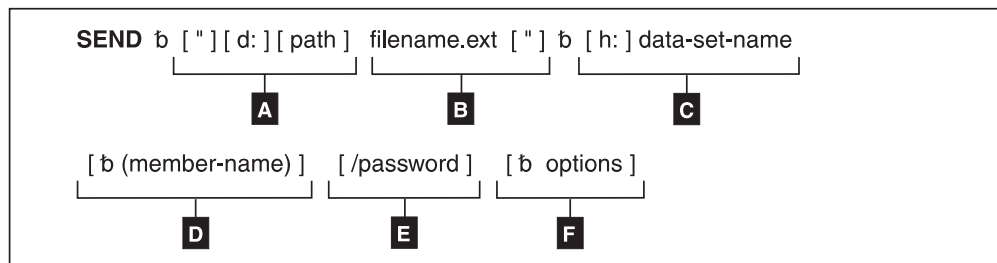 SEND ƀ [ " ] [ d: ] [ path ] filename.ext [ " ] ƀ [ h: ] data-set-name
A B C
[ ƀ (member-name) ] [ /password ] [ ƀ options ]
D E F